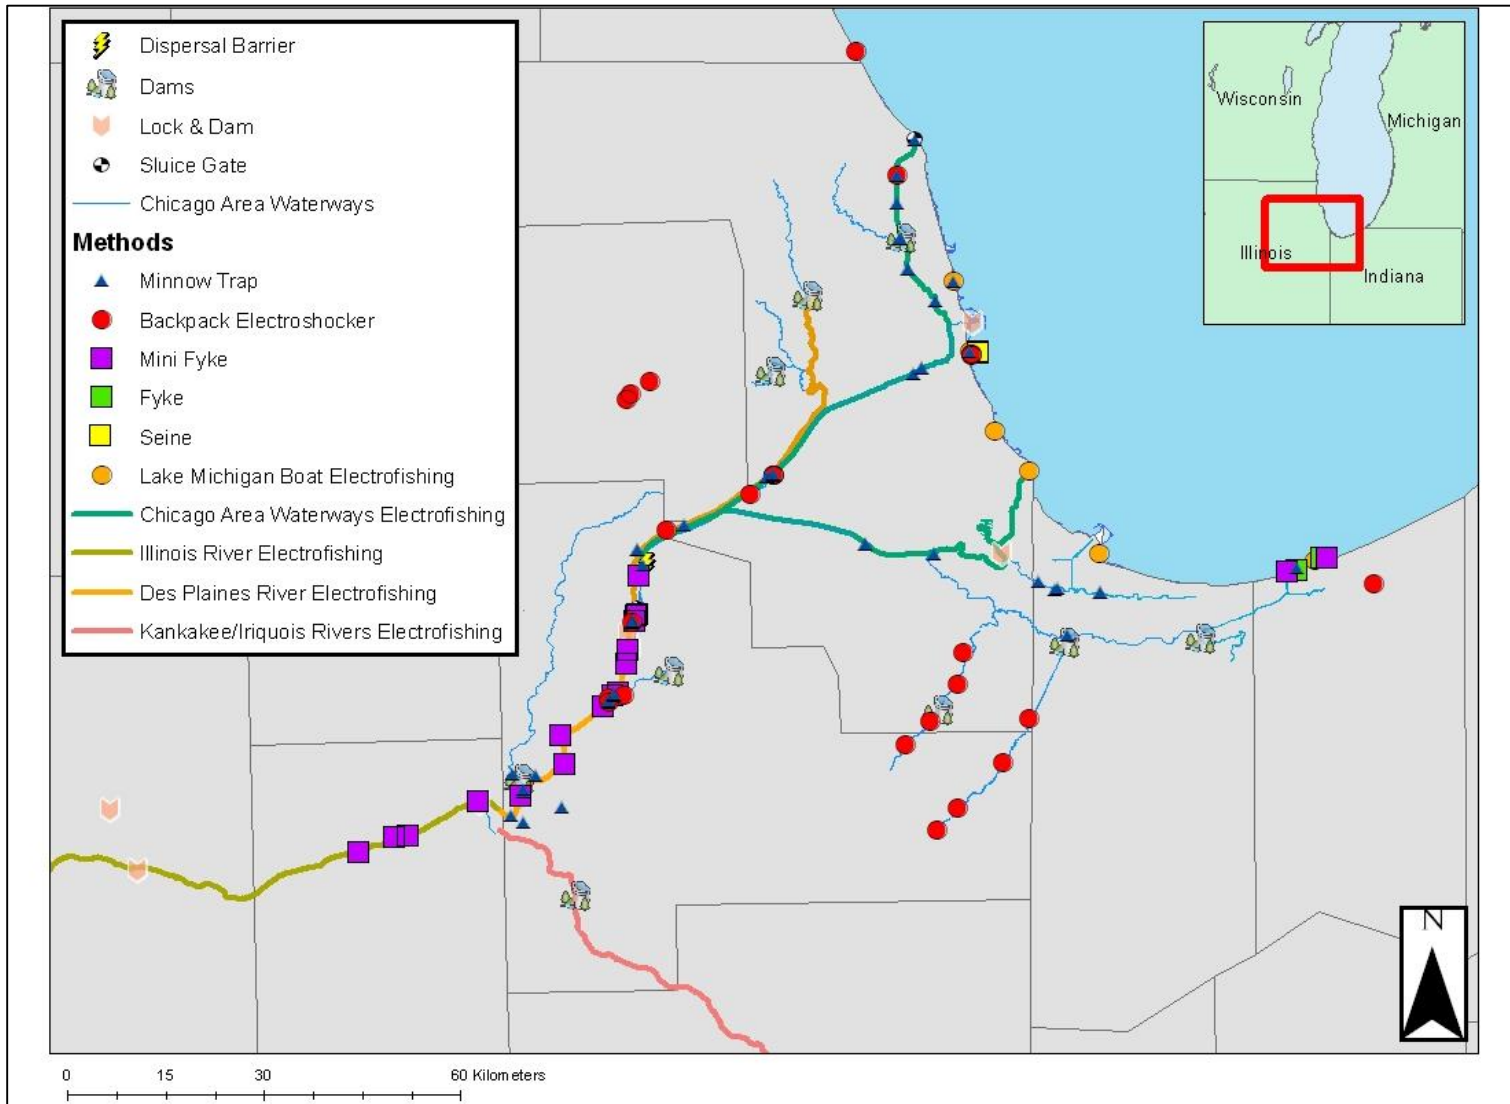 Dispersal Barrier
Dams
Lock & Dam
Sluice Gate
Chicago Area Waterways
Methods
Minnow Trap
Backpack Electroshocker
Mini Fyke
Fyke
Seine
Lake Michigan Boat Electrofishing
Chicago Area Waterways Electrofishing
Illinois River Electrofishing
Des Plaines River Electrofishing
Kankakee/Iriquois Rivers Electrofishing
Wisconsin
Michigan
Illinois
Indiana
N
0 15 30 60 Kilometers